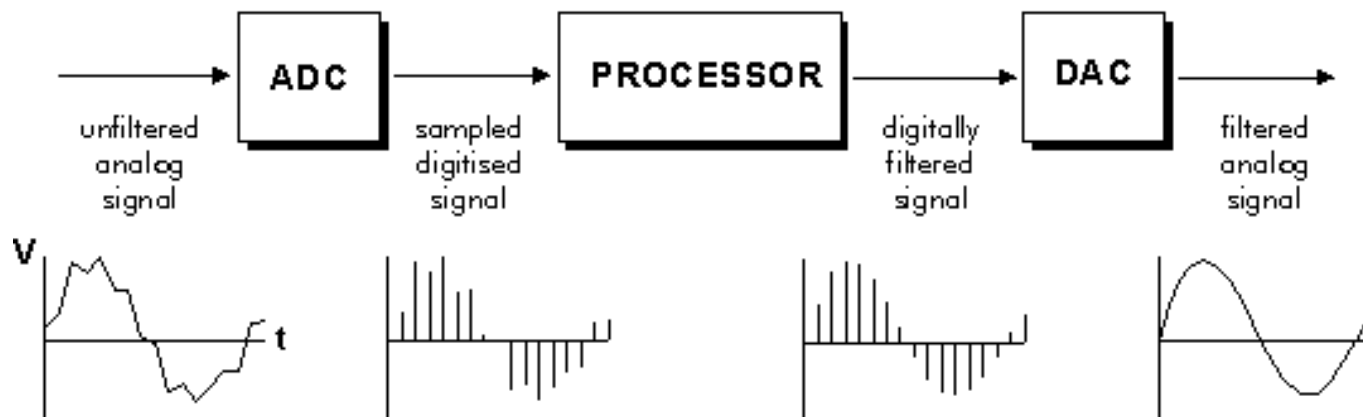 ADC
PROCESSOR
DAC
unfiltered
analog
signal
sampled
digitised
signal
digitally
filtered
signal
filtered
analog
signal
V
t